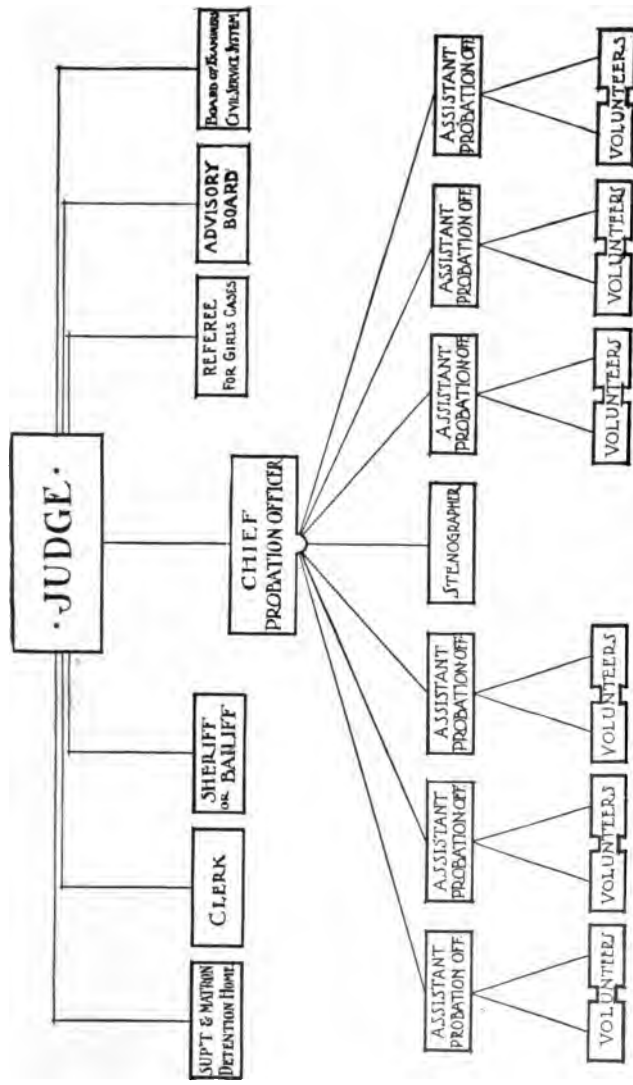 ·JUDGE·
SUP'T & MATRON
DETENTION HOME
CLERK
SHERIFF
OR BAILIFF
REFEREE
FOR GIRLS CASES
ADVISORY
BOARD
BOARD OF EXAMINERS
CIVIL SERVICE SYSTEM
CHIEF
PROBATION OFFICER
ASSISTANT
PROBATION OFF.
ASSISTANT
PROBATION OFF.
ASSISTANT
PROBATION OFF.
STENOGRAPHER
ASSISTANT
PROBATION OFF.
ASSISTANT
PROBATION OFF.
ASSISTANT
PROBATION OFF.
VOLUNTEERS
VOLUNTEERS
VOLUNTEERS
VOLUNTEERS
VOLUNTEERS
VOLUNTEERS